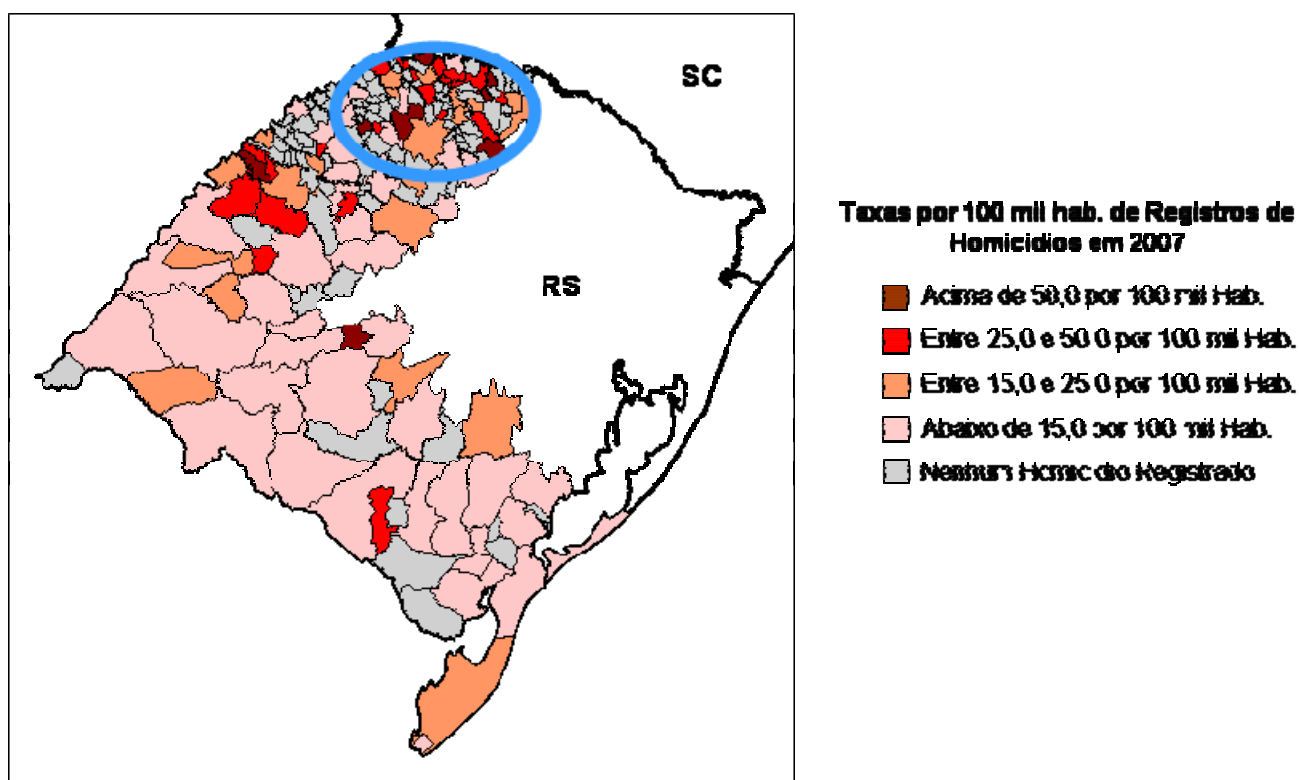 SC
RS
Taxas por 100 mil hab. de Registros de
Homicídios em 2007
Acima de 50,0 por 100 mil Hab.
Entre 25,0 e 50 0 por 100 mil Hab.
Entre 15,0 e 25 0 por 100 mil Hab.
Abaixo de 15,0 por 100 mil Hab.
Nenhum Homicídio Registrado